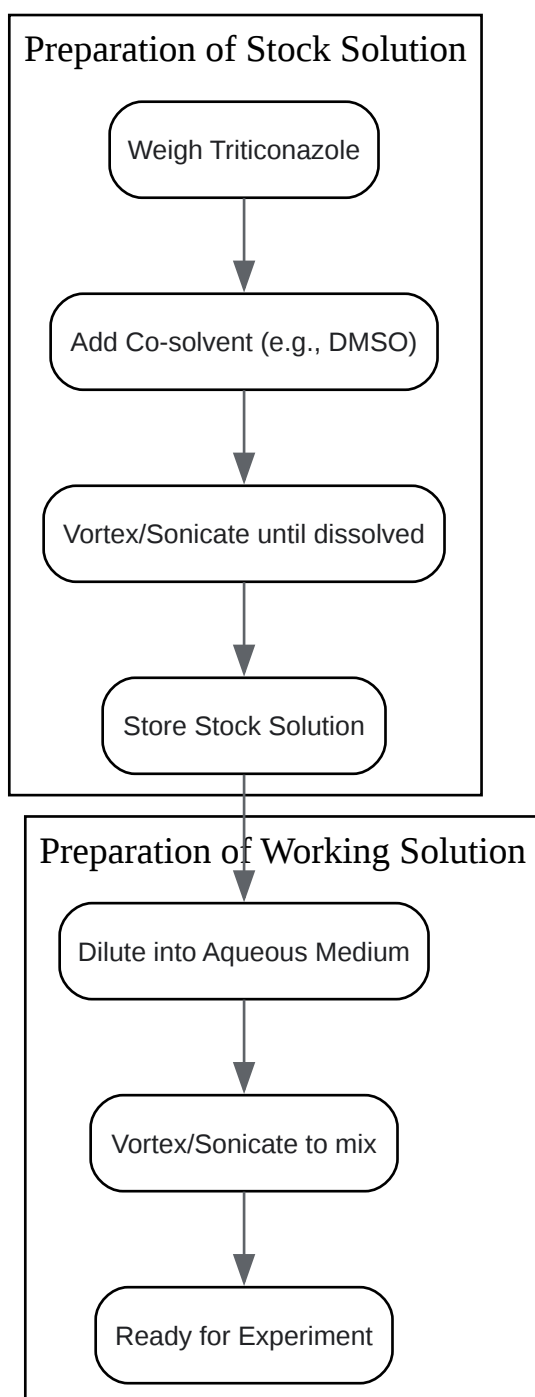 Preparation of Stock Solution
Weigh Triticonazole
Add Co-solvent (e.g., DMSO)
Vortex/Sonicate until dissolved
Store Stock Solution
Preparation of Working Solution
Dilute into Aqueous Medium
Vortex/Sonicate to mix
Ready for Experiment